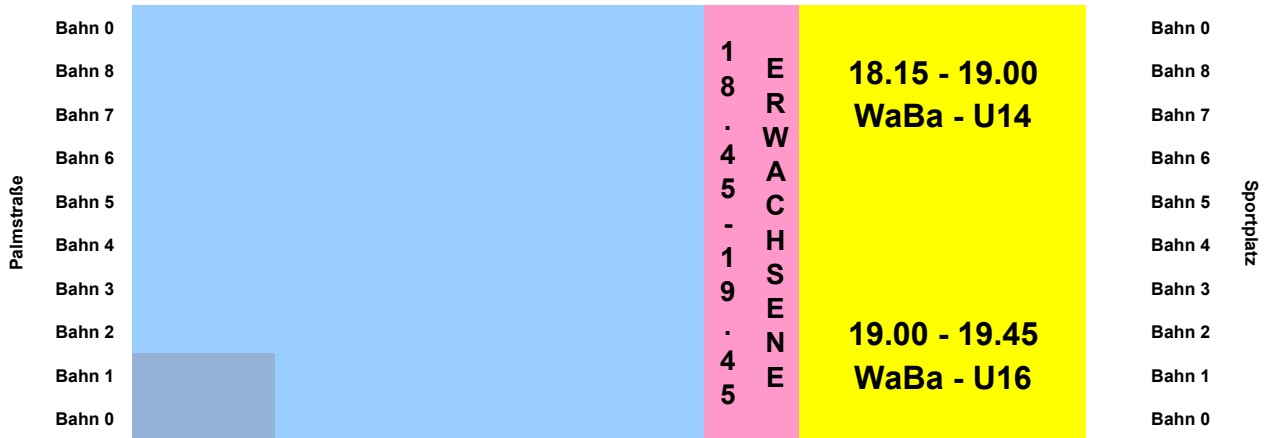 Palmstraße
Bahn 0
Bahn 8
Bahn 7
Bahn 6
Bahn 5
Bahn 4
Bahn 3
Bahn 2
Bahn 1
Bahn 0
18.45-19.45
ERWACHSENE
18.15 - 19.00
WaBa - U14
19.00 - 19.45
WaBa - U16
Bahn 0
Bahn 8
Bahn 7
Bahn 6
Bahn 5
Bahn 4
Bahn 3
Bahn 2
Bahn 1
Bahn 0
Sportplatz